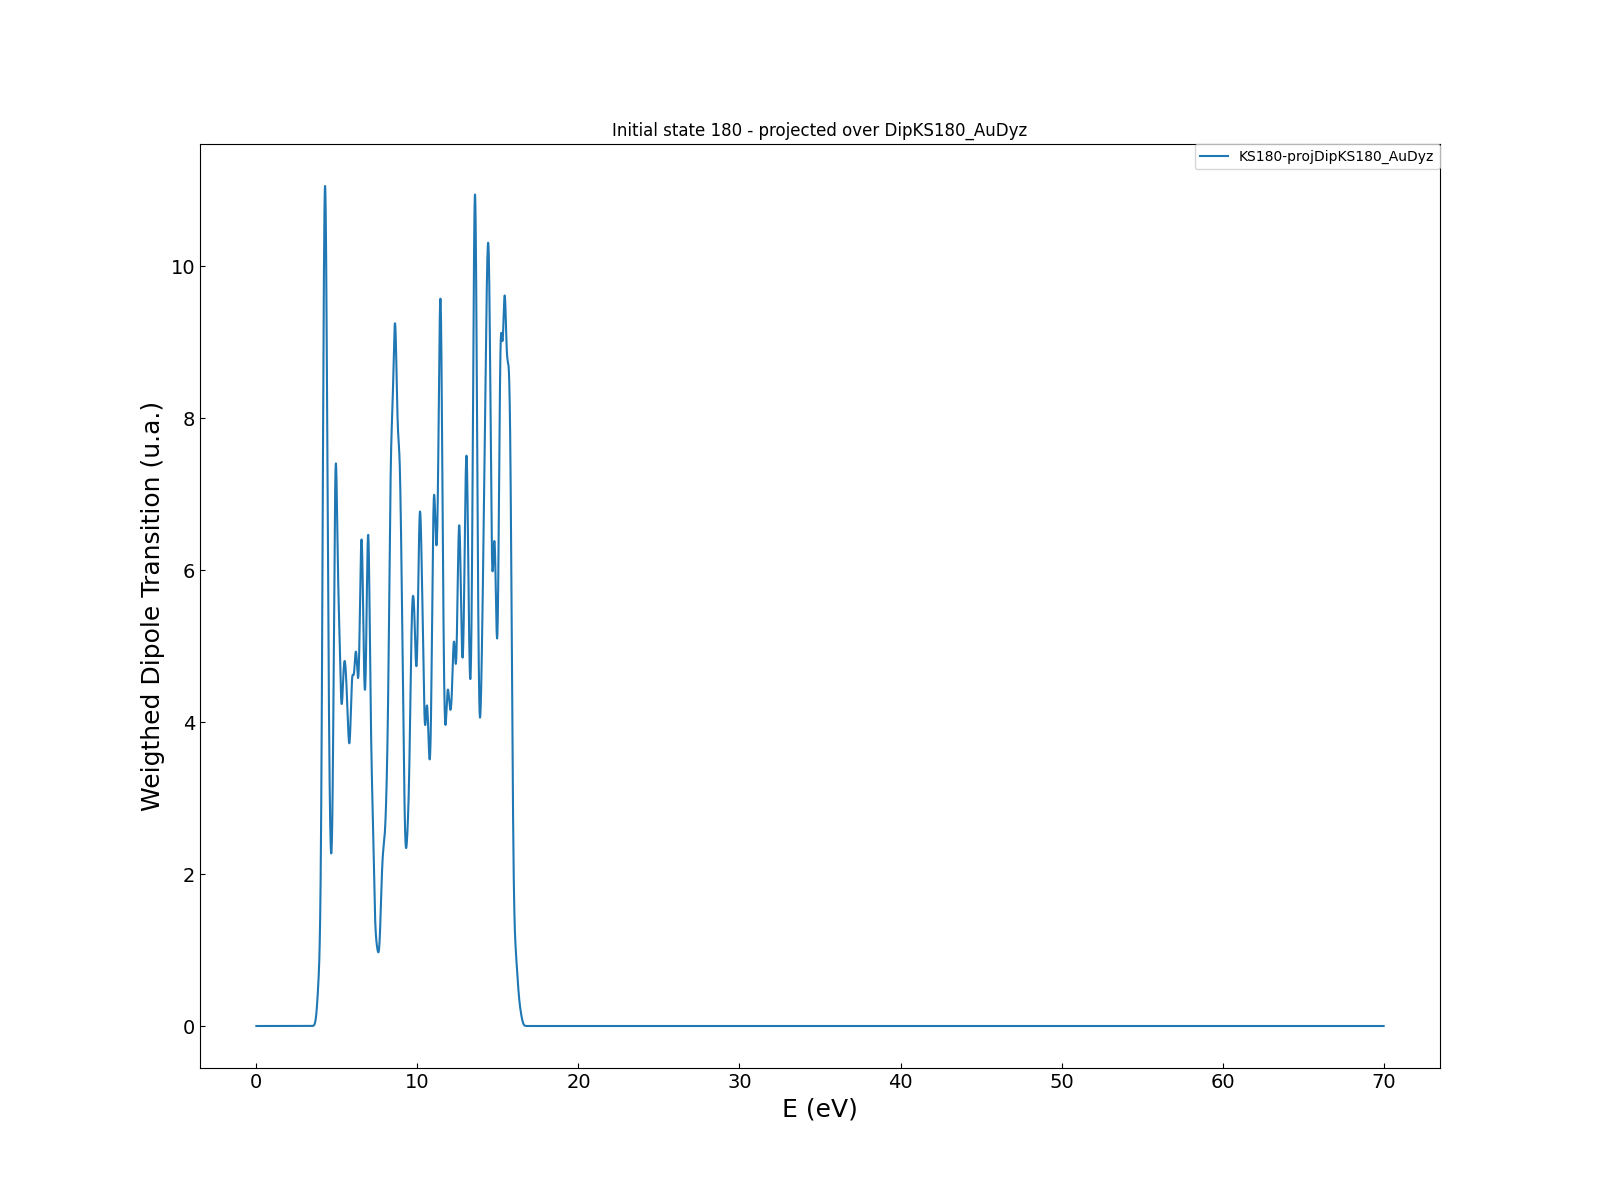 Initial state 180 - projected over DipKS180_AuDyz
KS180-projDipKS180_AuDyz
Weigthed Dipole Transition (u.a.)
10
8
6
4
2
0
0 10 20 30 40 50 60 70
E (eV)